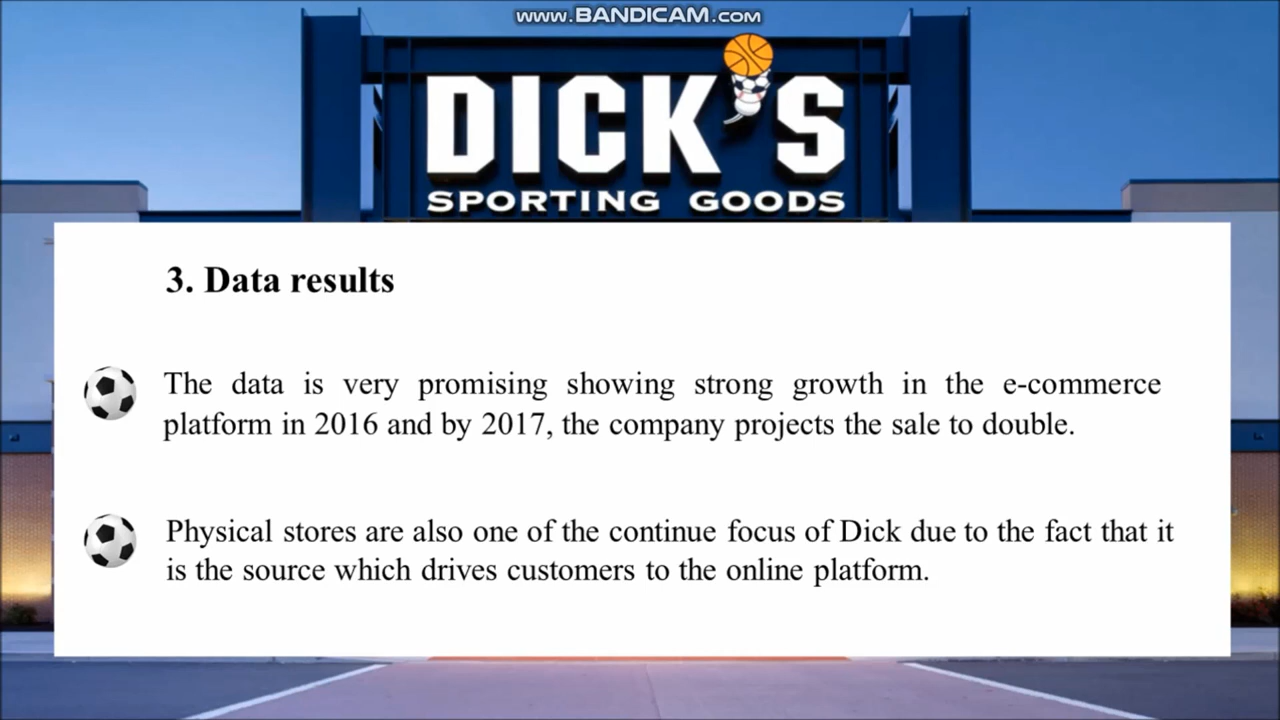 www.BANDICAM.com
DICK'S
SPORTING GOODS
3. Data results
The data is very promising showing strong growth in the e-commerce
platform in 2016 and by 2017, the company projects the sale to double.
Physical stores are also one of the continue focus of Dick due to the fact that it
is the source which drives customers to the online platform.